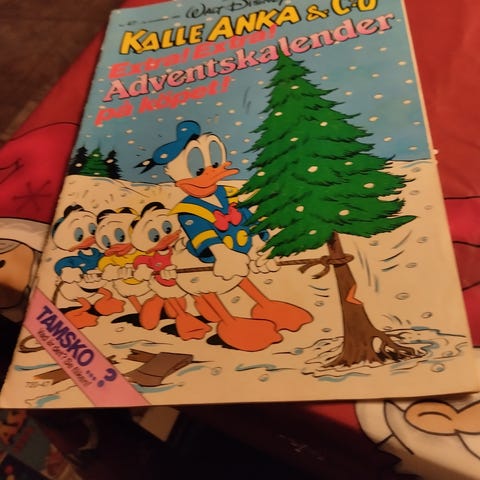 WALT DISNEY
KALLE ANKA & C:O
Extra! Extra!
Adventskalender
på köpet!
TAMSKO...?